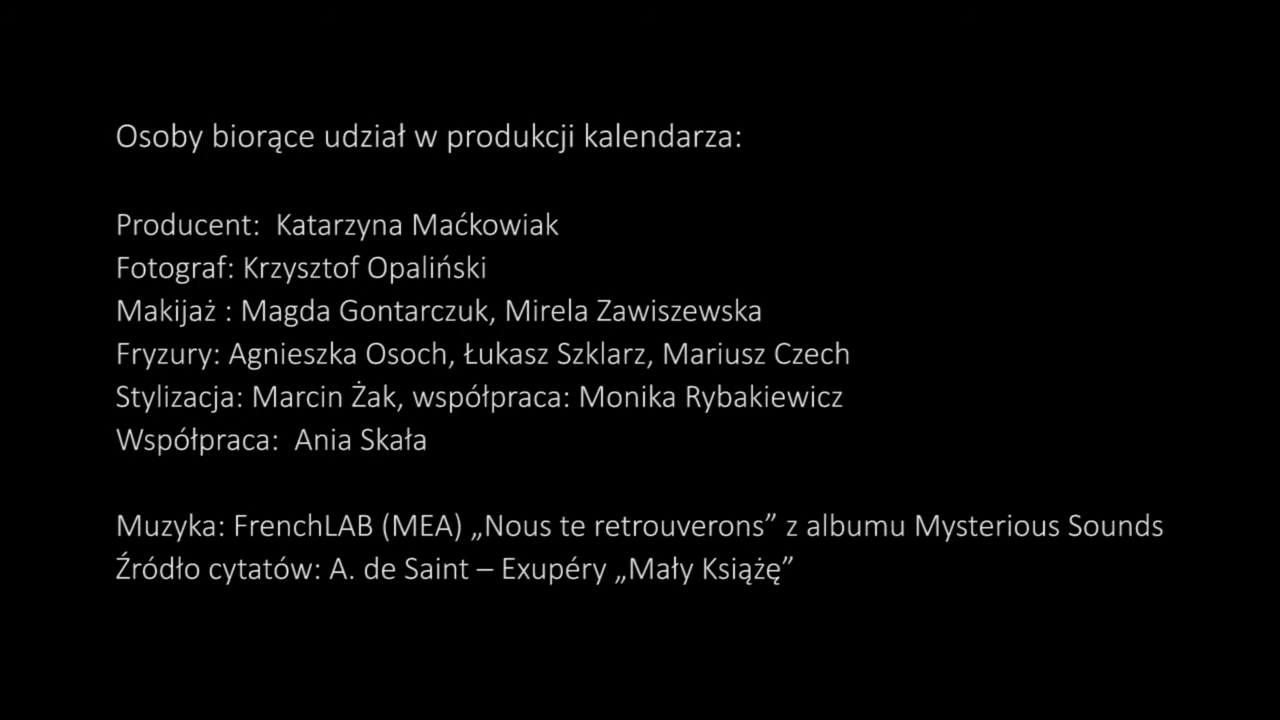 Osoby biorące udział w produkcji kalendarza:
Producent:  Katarzyna Maćkowiak
Fotograf: Krzysztof Opaliński
Makijaż : Magda Gontarczuk, Mirela Zawiszewska
Fryzury: Agnieszka Osoch, Łukasz Szklarz, Mariusz Czech
Stylizacja: Marcin Żak, współpraca: Monika Rybakiewicz
Współpraca:  Ania Skała
Muzyka: FrenchLAB (MEA) „Nous te retrouverons” z albumu Mysterious Sounds
Źródło cytatów: A. de Saint – Exupéry „Mały Książę”